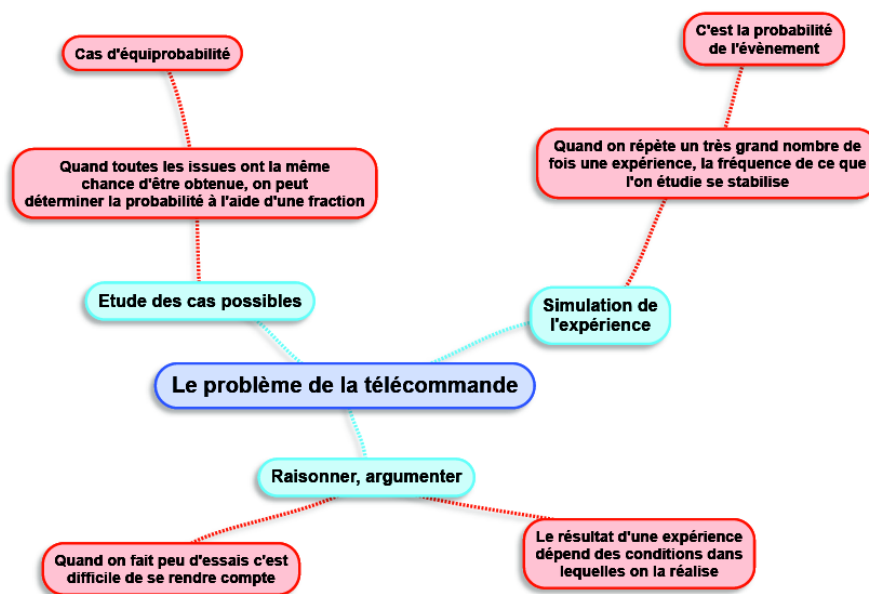 Cas d'équiprobabilité
C'est la probabilité
de l'évènement
Quand toutes les issues ont la même
chance d'être obtenue, on peut
déterminer la probabilité à l'aide d'une fraction
Quand on répète un très grand nombre de
fois une expérience, la fréquence de ce que
l'on étudie se stabilise
Etude des cas possibles
Simulation de
l'expérience
Le problème de la télécommande
Raisonner, argumenter
Quand on fait peu d'essais c'est
difficile de se rendre compte
Le résultat d'une expérience
dépend des conditions dans
lequelles on la réalise